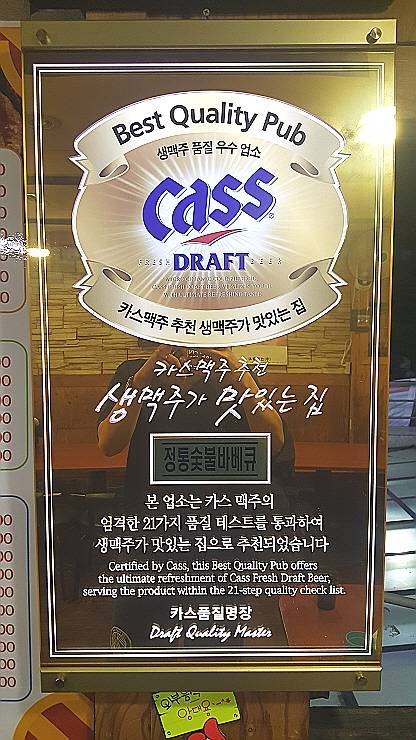 Best Quality Pub
생맥주 품질 우수 업소
Cass
FRESH DRAFT BEER
WITH ULTIMATE REFRESHING TASTE
카스맥주 추천 생맥주가 맛있는 집
카스맥주추천
생맥주가 맛있는 집
정통숯불바베큐
본 업소는 카스 맥주의
엄격한 21가지 품질 테스트를 통과하여
생맥주가 맛있는 집으로 추천되었습니다
Certified by Cass, this Best Quality Pub offers
the ultimate refreshment of Cass Fresh Draft Beer,
serving the product within the 21-step quality check list.
카스품질명장
Draft Quality Master